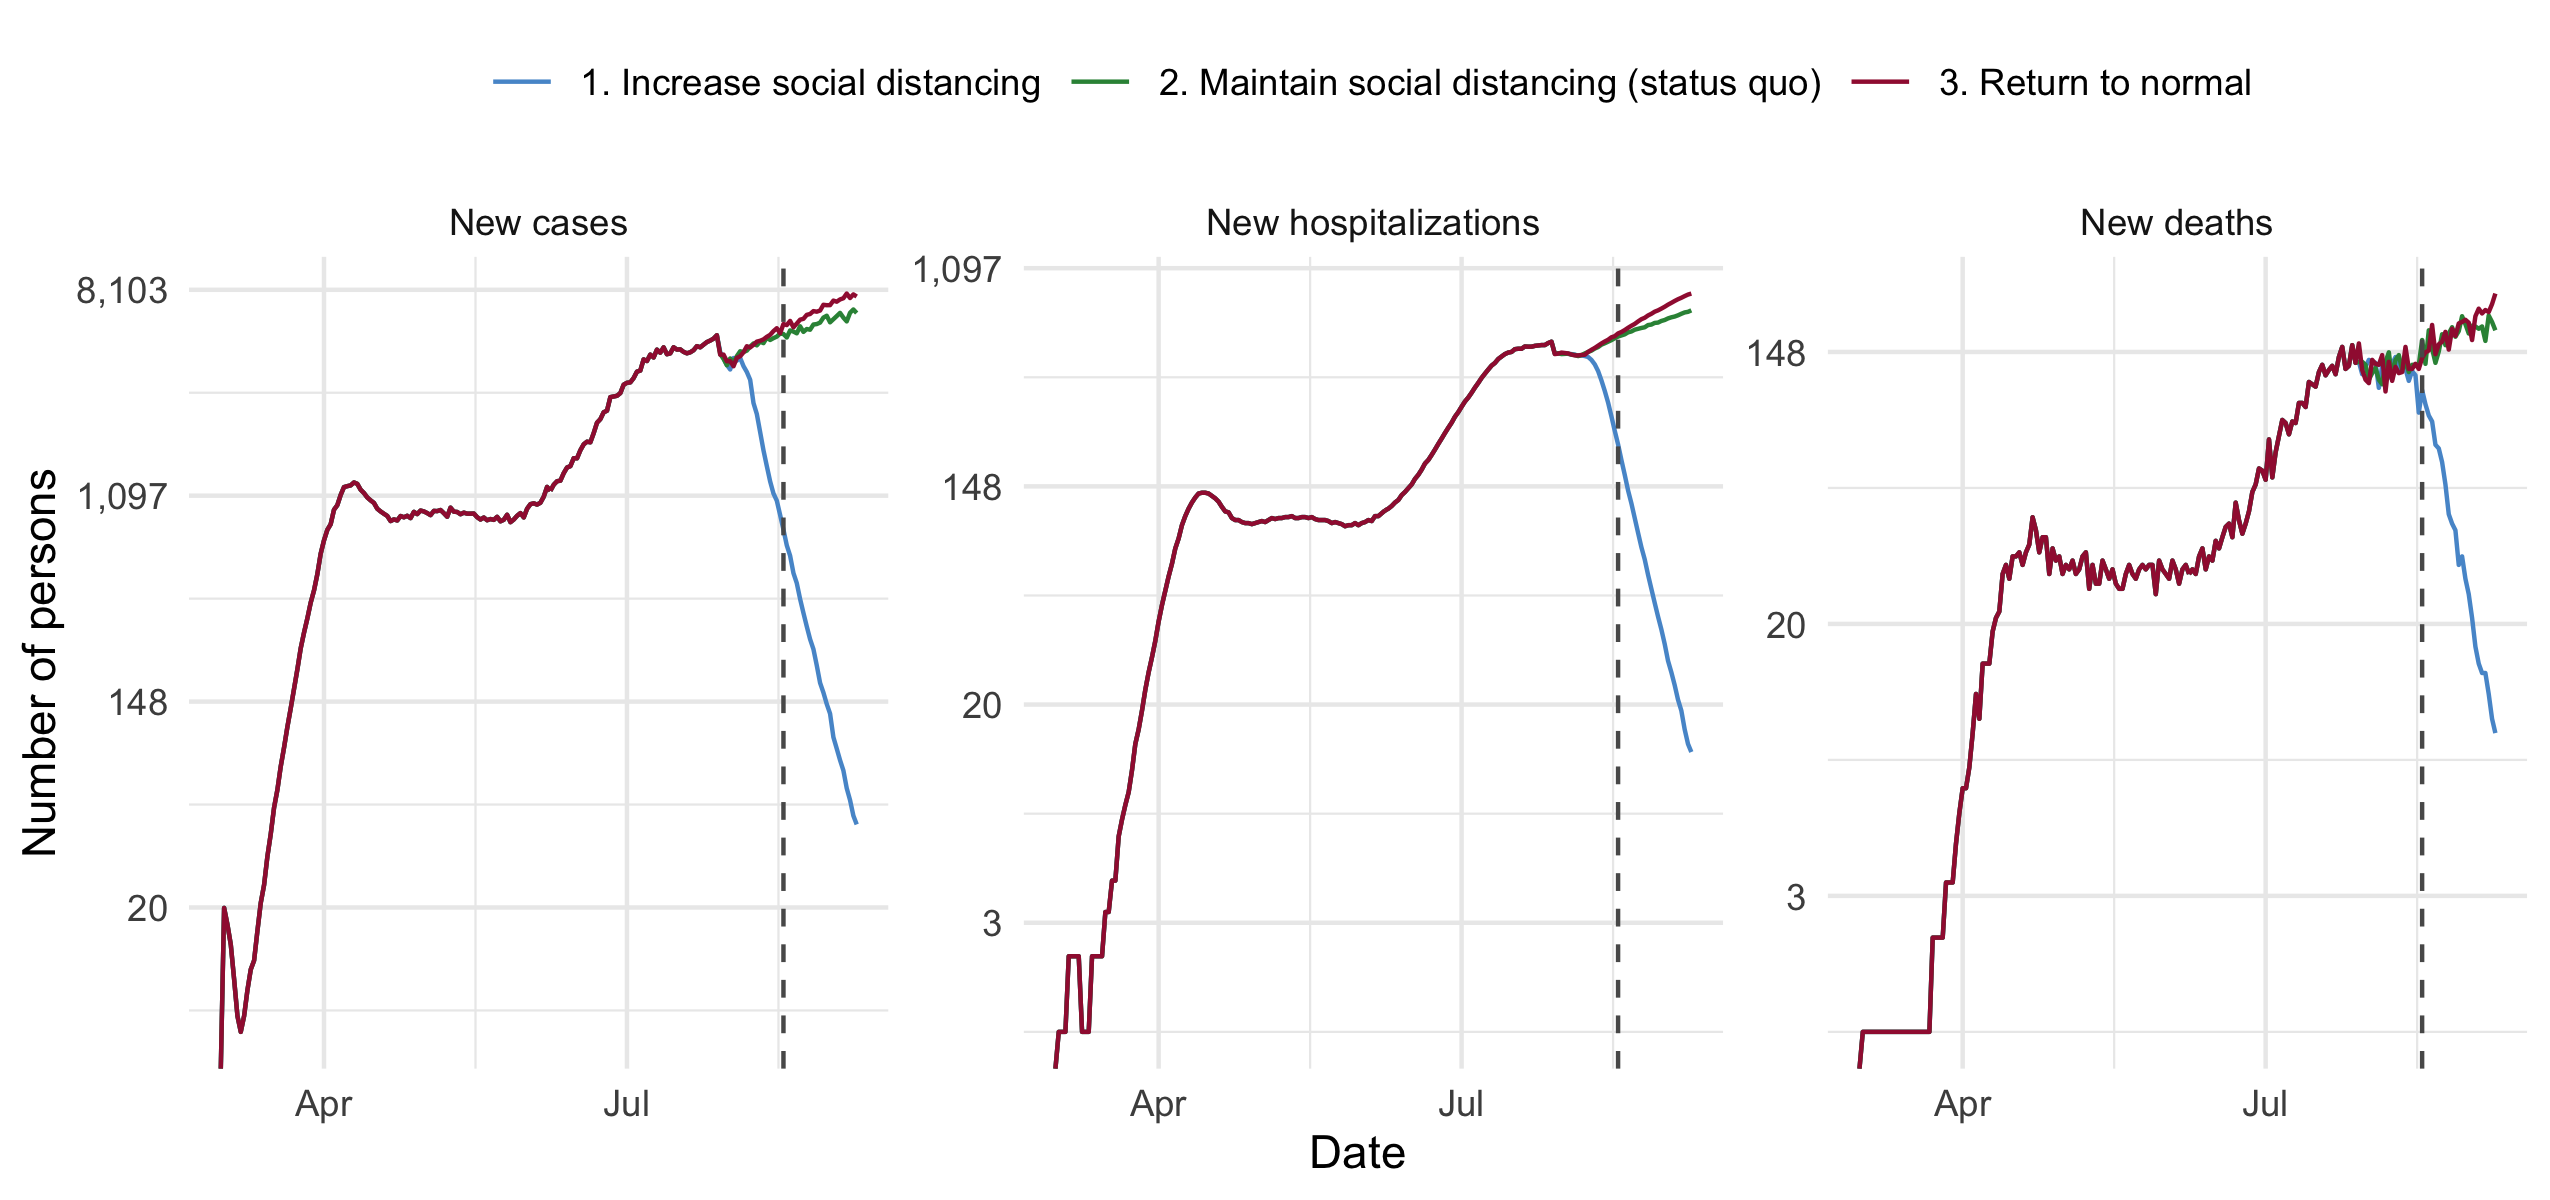 1. Increase social distancing 2. Maintain social distancing (status quo) 3. Return to normal
New cases New hospitalizations New deaths
Number of persons
8,103
1,097
148
20
1,097
148
20
3
148
20
3
Apr Jul Apr Jul Apr Jul
Date